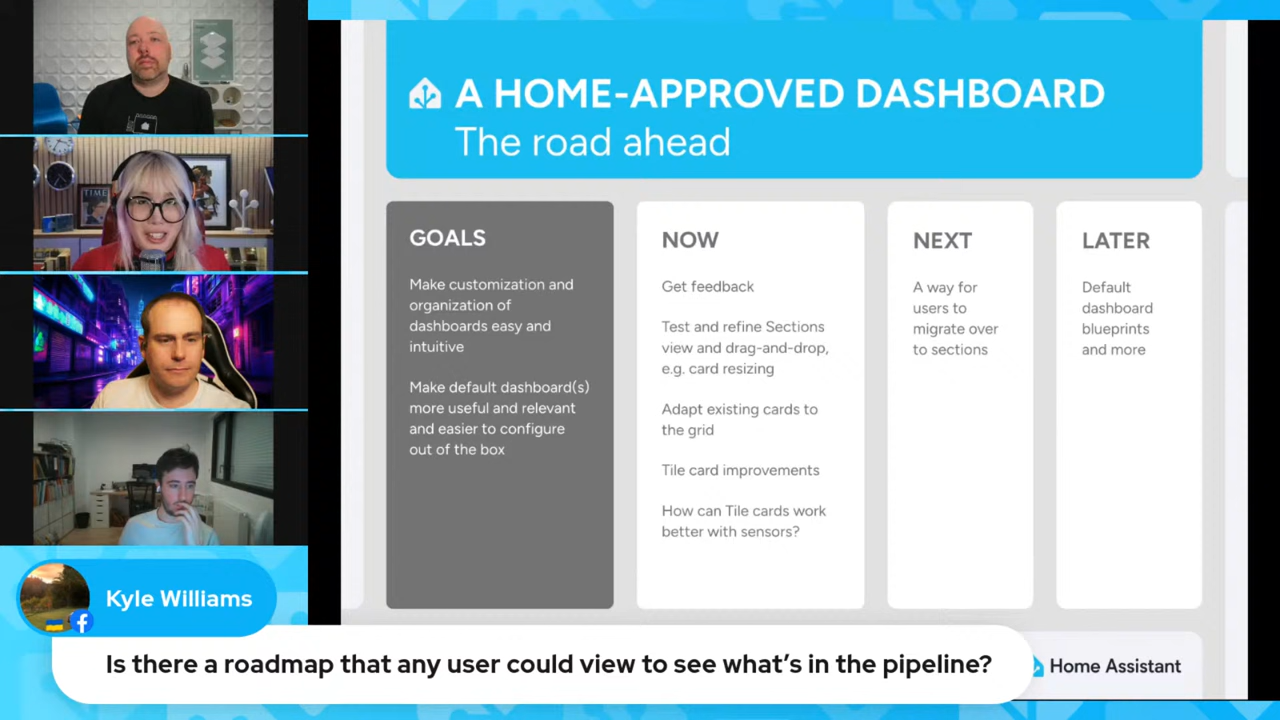 A HOME-APPROVED DASHBOARD
The road ahead
GOALS
Make customization and
organization of
dashboards easy and
intuitive
Make default dashboard(s)
more useful and relevant
and easier to configure
out of the box
NOW
Get feedback
Test and refine Sections
view and drag-and-drop,
e.g. card resizing
Adapt existing cards to
the grid
Tile card improvements
How can Tile cards work
better with sensors?
NEXT
A way for
users to
migrate over
to sections
LATER
Default
dashboard
blueprints
and more
TIME
Kyle Williams
Is there a roadmap that any user could view to see what's in the pipeline?
Home Assistant